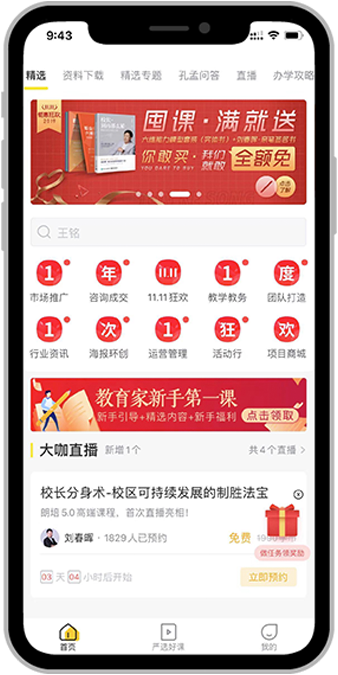 9:43
精选 资料下载 精选专题 孔孟问答 直播 办学攻略
囤课·满就送
你敢买·我们就敢全额免
YOU DARE TO BUY
点击了解
王铭
1 年 11.11 1 度
市场推广 咨询成交 11.11狂欢 教学教务 团队打造
1 次 1 狂 欢
行业资讯 海报环创 运营管理 活动行 项目商城
教育家新手第一课
新手引导+精选内容+新手福利 点击领取
大咖直播 新增1个 共4个直播
校长分身术-校区可持续发展的制胜法宝
朗培5.0高端课程，首次直播亮相！
刘春晖·1829人已预约 免费
做任务领奖励
03 天 04 小时后开始 立即预约
首页 严选好课 我的